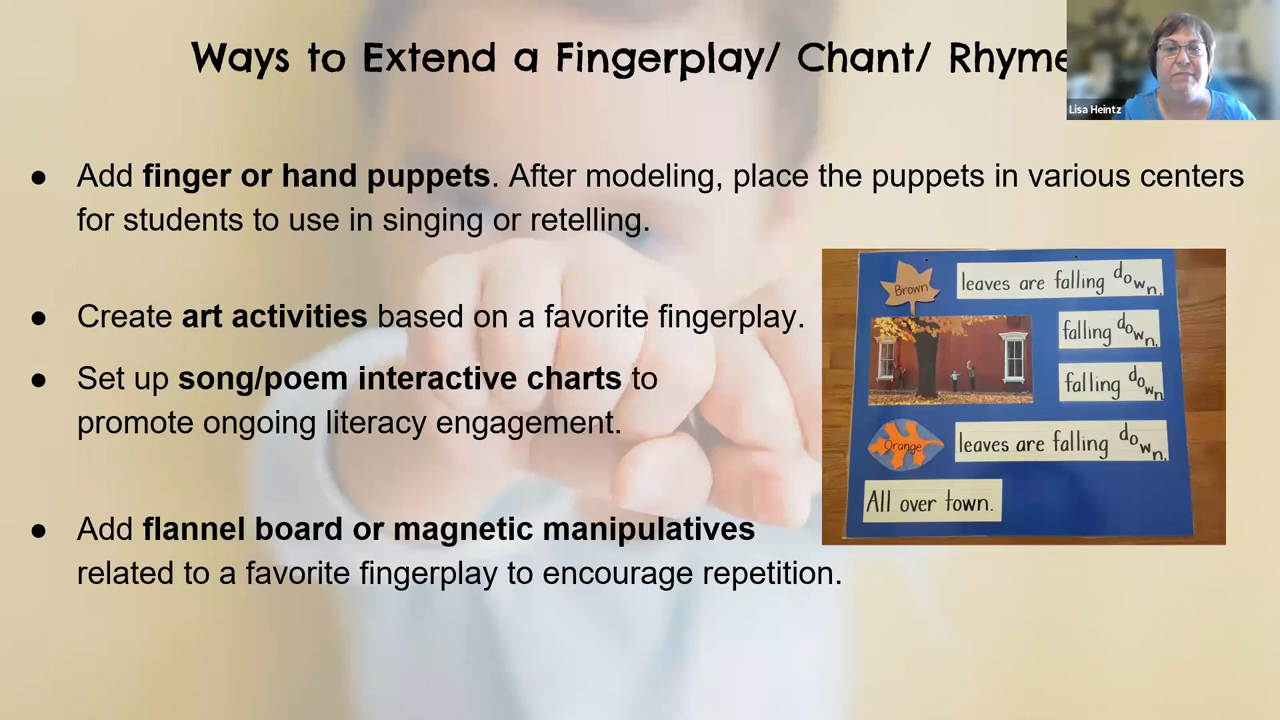 Ways to Extend a Fingerplay/ Chant/ Rhyme
Lisa Heintz
● Add finger or hand puppets. After modeling, place the puppets in various centers
for students to use in singing or retelling.
● Create art activities based on a favorite fingerplay.
● Set up song/poem interactive charts to
promote ongoing literacy engagement.
● Add flannel board or magnetic manipulatives
related to a favorite fingerplay to encourage repetition.
Brown leaves are falling down,
falling down,
falling down
Orange leaves are falling down,
All over town.